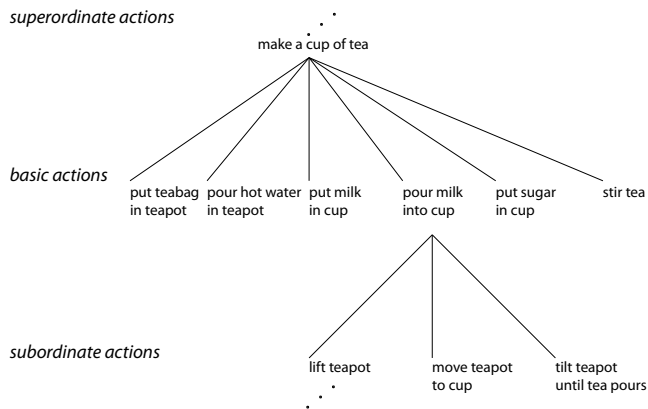 superordinate actions
make a cup of tea
basic actions
put teabag
in teapot
pour hot water
in teapot
put milk
in cup
pour milk
into cup
put sugar
in cup
stir tea
subordinate actions
lift teapot
move teapot
to cup
tilt teapot
until tea pours